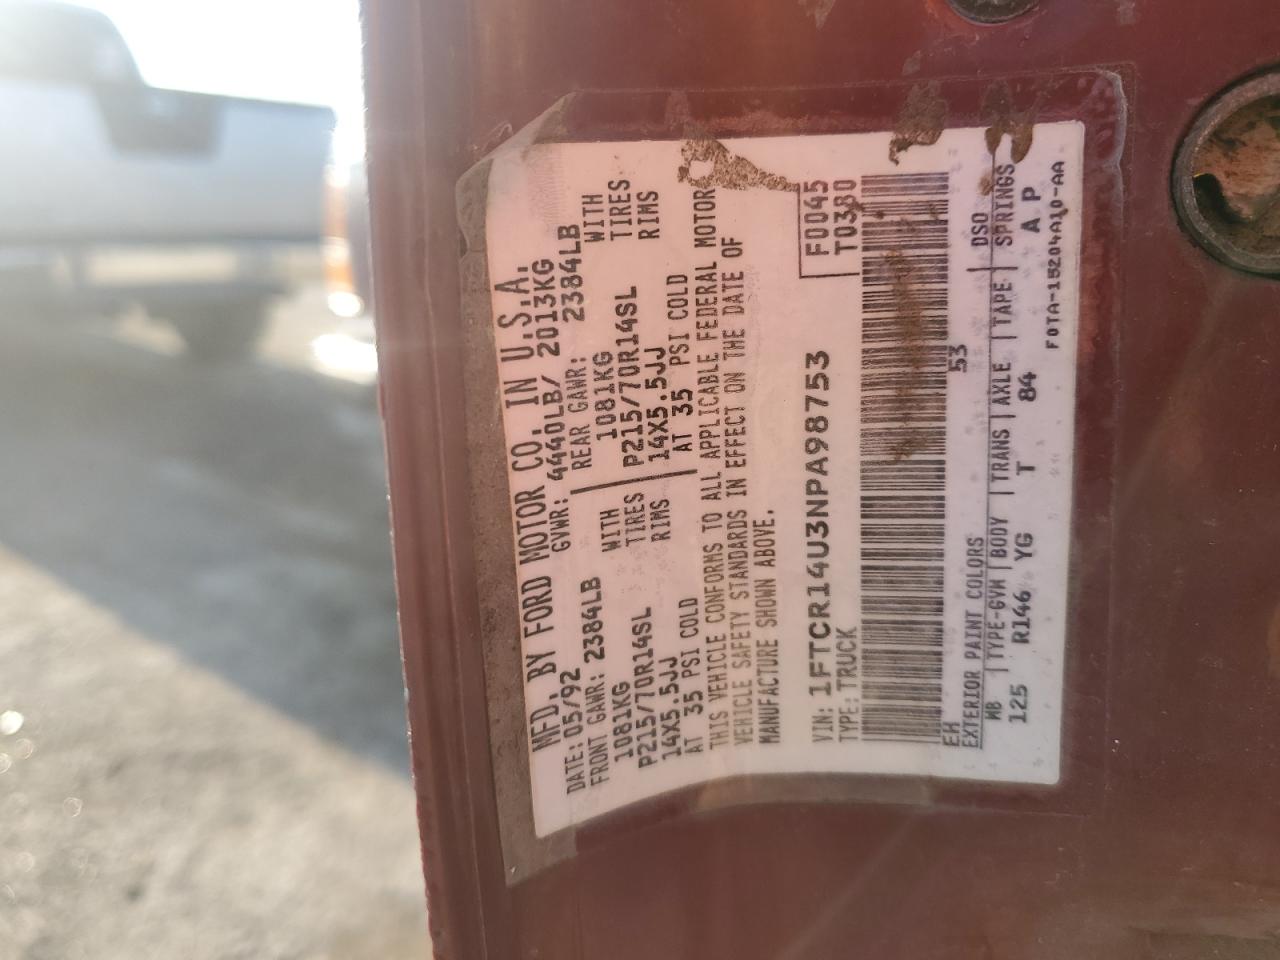 MFD. BY FORD MOTOR CO. IN U.S.A.
DATE: 05/92 GVWR: 4440LB/ 2013KG
FRONT GAWR: 2384LB REAR GAWR: 2384LB
1081KG WITH 1081KG WITH
P215/70R14SL TIRES P215/70R14SL TIRES
14X5.5JJ RIMS 14X5.5JJ RIMS
AT 35 PSI COLD AT 35 PSI COLD
THIS VEHICLE CONFORMS TO ALL APPLICABLE FEDERAL MOTOR
VEHICLE SAFETY STANDARDS IN EFFECT ON THE DATE OF
MANUFACTURE SHOWN ABOVE.
F0045
T0380
VIN: 1FTCR14U3NPA98753
TYPE: TRUCK
EH 53
EXTERIOR PAINT COLORS DSO
WB TYPE-GVW BODY TRANS AXLE TAPE SPRINGS
125 R146 YG T 84 A P
F0TA-15204A10-AA